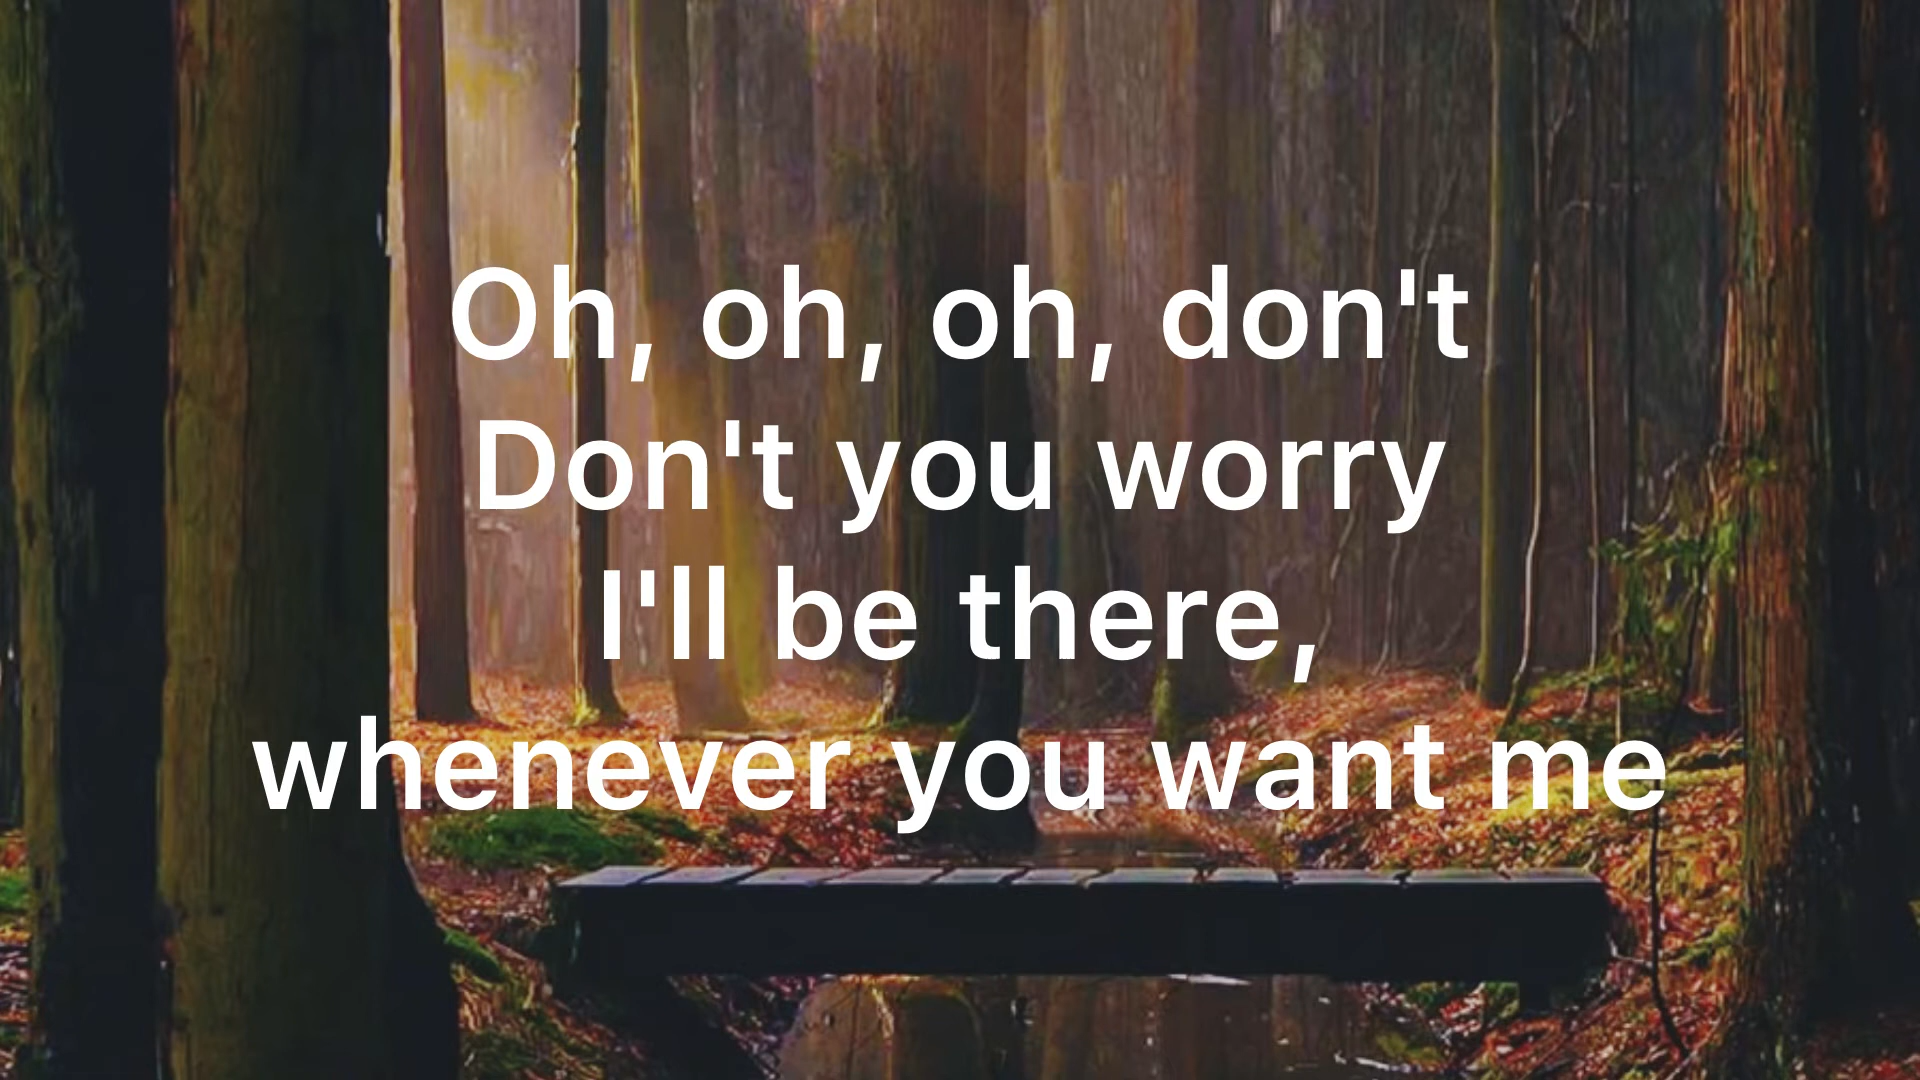 Oh, oh, oh, don't
Don't you worry
I'll be there,
whenever you want me